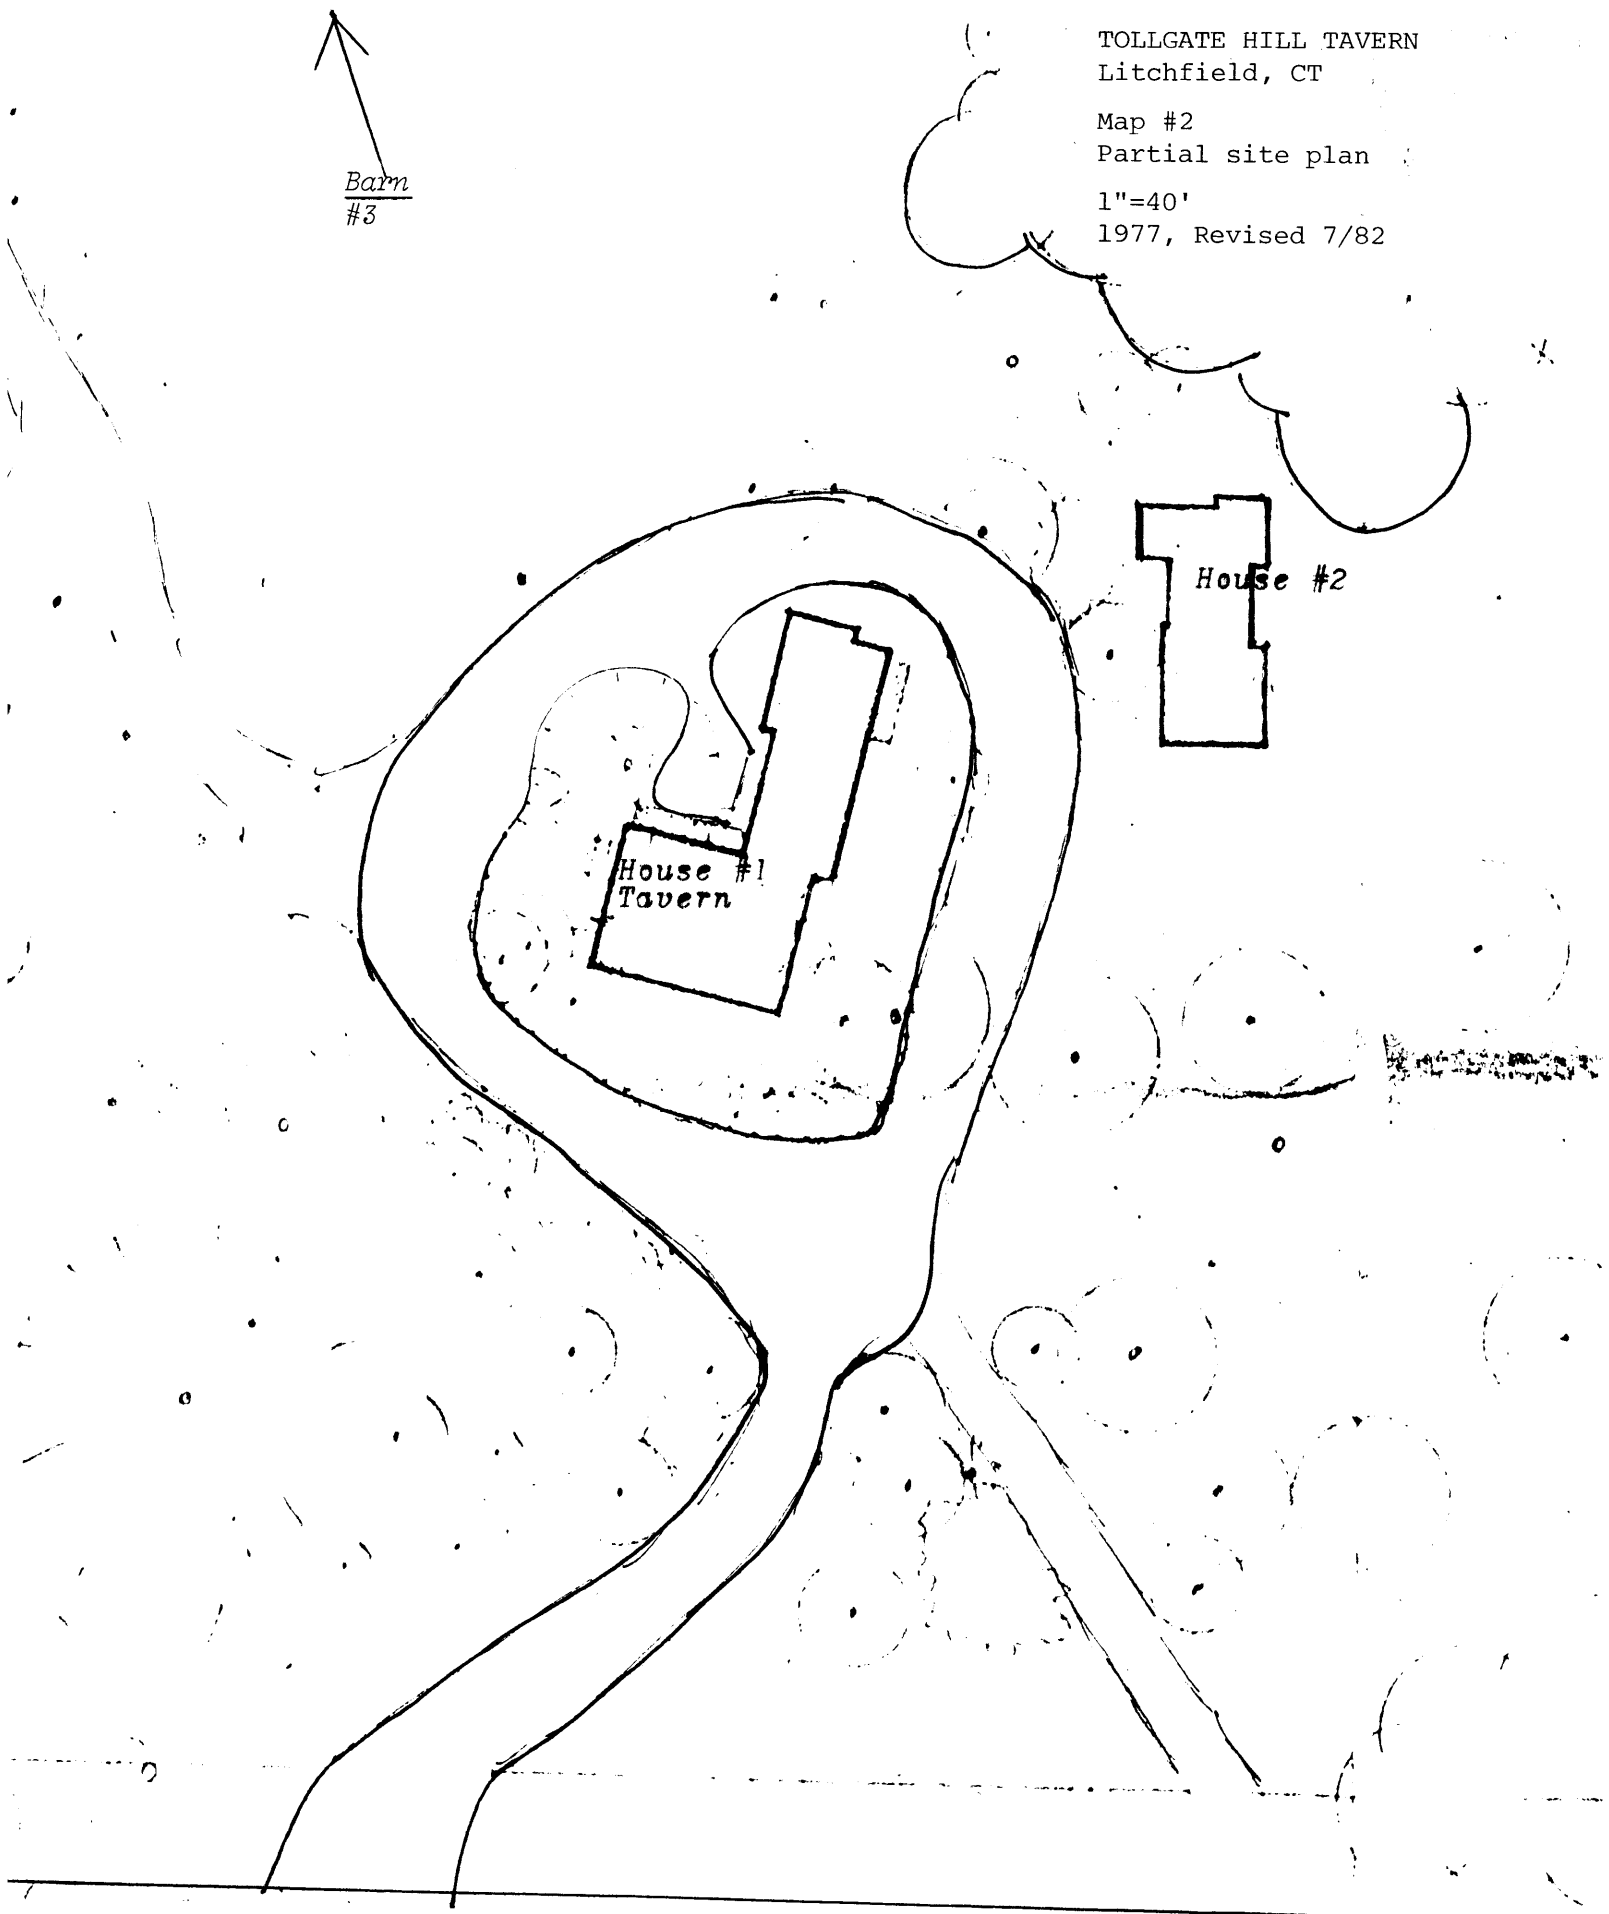 TOLLGATE HILL TAVERN
Litchfield, CT
Map #2
Partial site plan
1"=40'
1977, Revised 7/82
Barn
#3
House #2
House #1
Tavern